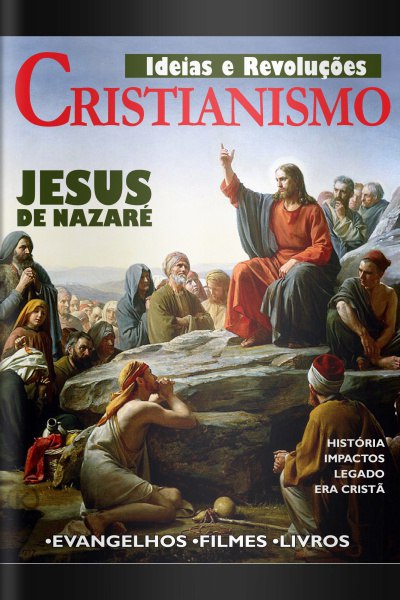 Ideias e Revoluções
CRISTIANISMO
JESUS
DE NAZARÉ
HISTÓRIA
IMPACTOS
LEGADO
ERA CRISTÃ
•EVANGELHOS •FILMES •LIVROS